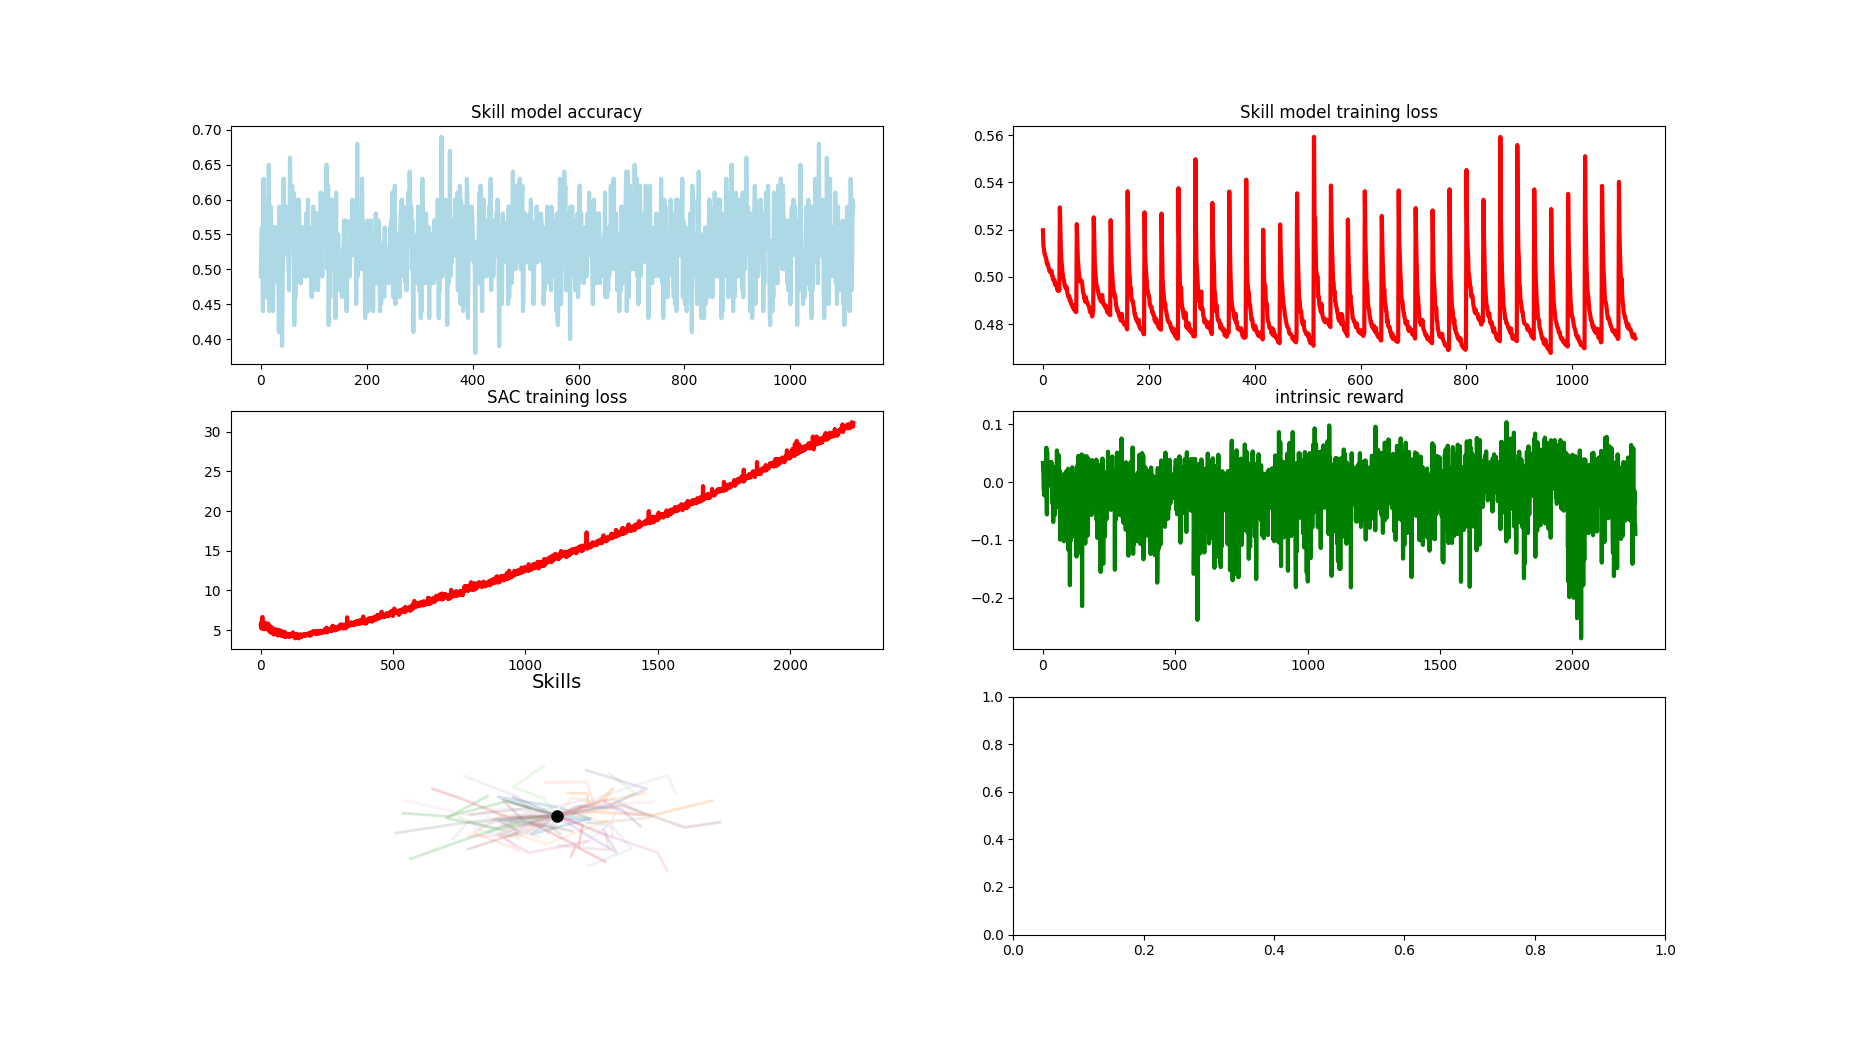 Skill model accuracy
0.70
0.65
0.60
0.55
0.50
0.45
0.40
0 200 400 600 800 1000
Skill model training loss
0.56
0.54
0.52
0.50
0.48
0 200 400 600 800 1000
SAC training loss
30
25
20
15
10
5
0 500 1000 1500 2000
intrinsic reward
0.1
0.0
−0.1
−0.2
0 500 1000 1500 2000
Skills
1.0
0.8
0.6
0.4
0.2
0.0
0.0 0.2 0.4 0.6 0.8 1.0